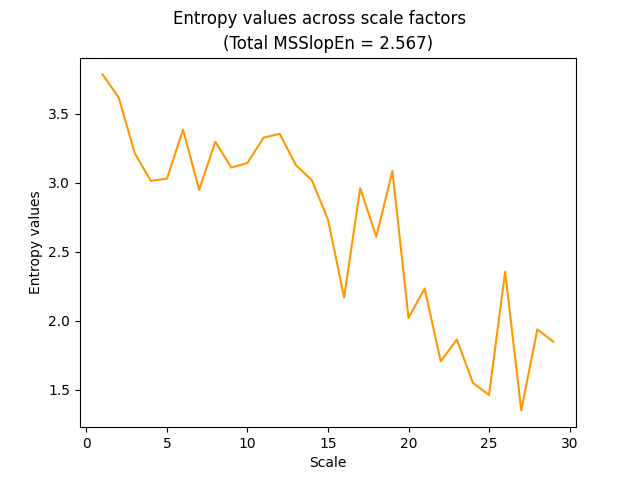 Entropy values across scale factors
(Total MSSlopEn = 2.567)
Entropy values
3.5
3.0
2.5
2.0
1.5
0 5 10 15 20 25 30
Scale